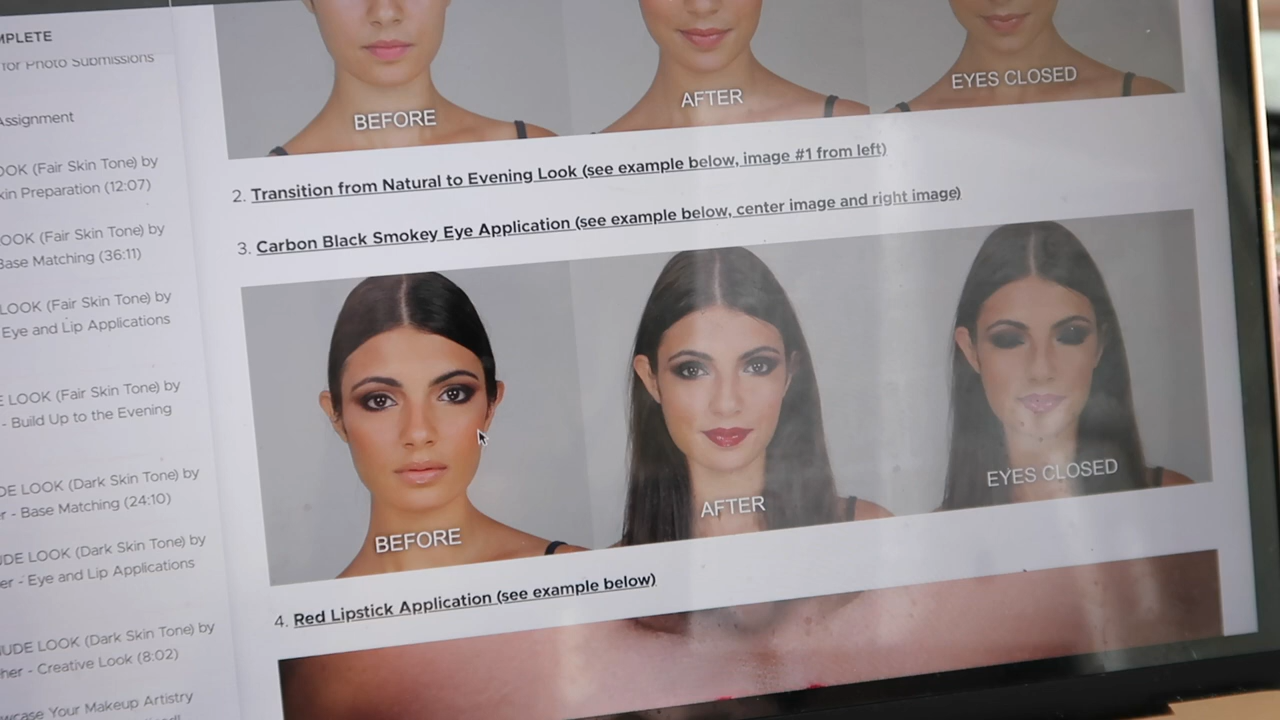 MPLETE
for Photo Submissions
Assignment
OOK (Fair Skin Tone) by
kin Preparation (12:07)
OOK (Fair Skin Tone) by
Base Matching (36:11)
LOOK (Fair Skin Tone) by
Eye and Lip Applications
E LOOK (Fair Skin Tone) by
- Build Up to the Evening
DE LOOK (Dark Skin Tone) by
r - Base Matching (24:10)
DE LOOK (Dark Skin Tone) by
er - Eye and Lip Applications
UDE LOOK (Dark Skin Tone) by
her - Creative Look (8:02)
wcase Your Makeup Artistry
BEFORE
AFTER
EYES CLOSED
2. Transition from Natural to Evening Look (see example below, image #1 from left)
3. Carbon Black Smokey Eye Application (see example below, center image and right image)
BEFORE
AFTER
EYES CLOSED
4. Red Lipstick Application (see example below)